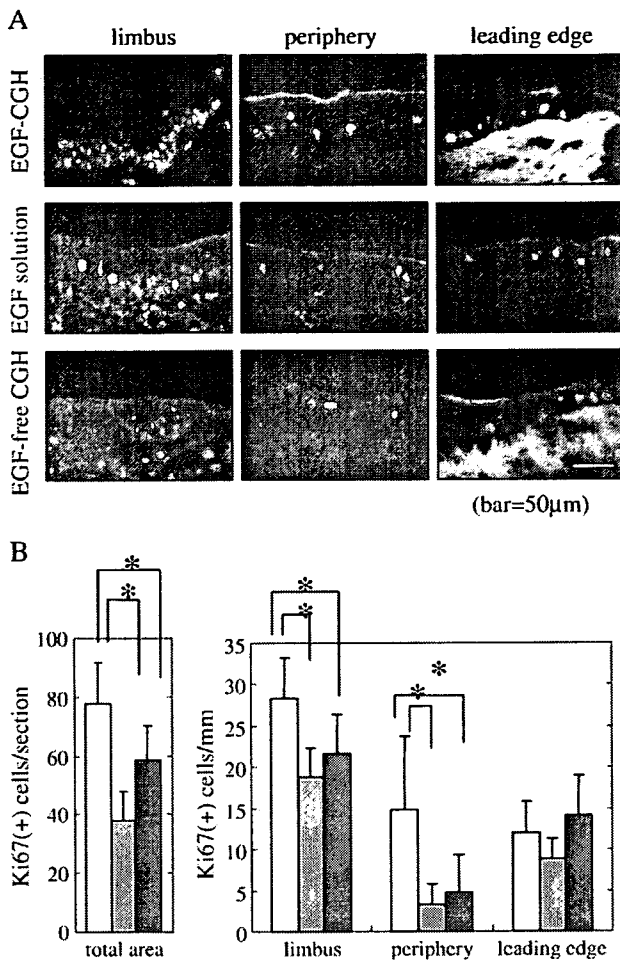 A
limbus periphery leading edge
EGF-CGH
EGF solution
EGF-free CGH
(bar=50μm)
B
* *
Ki67(+) cells/section
100
80
60
40
20
0
total area
* *
* *
Ki67(+) cells/mm
35
30
25
20
15
10
5
0
limbus periphery leading edge